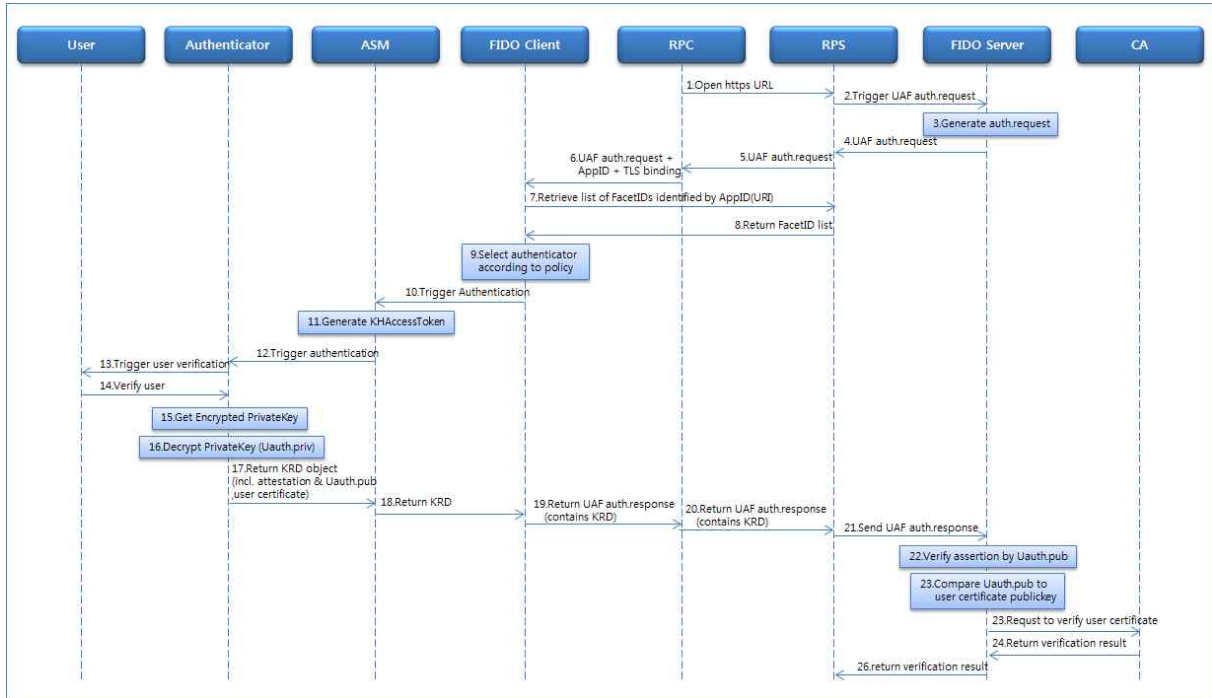 User
Authenticator
ASM
FIDO Client
RPC
RPS
FIDO Server
CA
1.Open https URL
2.Trigger UAF auth.request
3.Generate auth.request
4.UAF auth.request
5.UAF auth.request
6.UAF auth.request +
AppID + TLS binding
7.Retrieve list of FacetIDs identified by AppID(URI)
8.Return FacetID list
9.Select authenticator
according to policy
10.Trigger Authentication
11.Generate KHAccessToken
12.Trigger authentication
13.Trigger user verification
14.Verify user
15.Get Encrypted PrivateKey
16.Decrypt PrivateKey (Uauth.priv)
17.Return KRD object
(incl. attestation & Uauth.pub
,user certificate)
18.Return KRD
19.Return UAF auth.response
(contains KRD)
20.Return UAF auth.response
(contains KRD)
21.Send UAF auth.response
22.Verify assertion by Uauth.pub
23.Compare Uauth.pub to
user certificate publickey
23.Requst to verify user certificate
24.Return verification result
26.return verification result